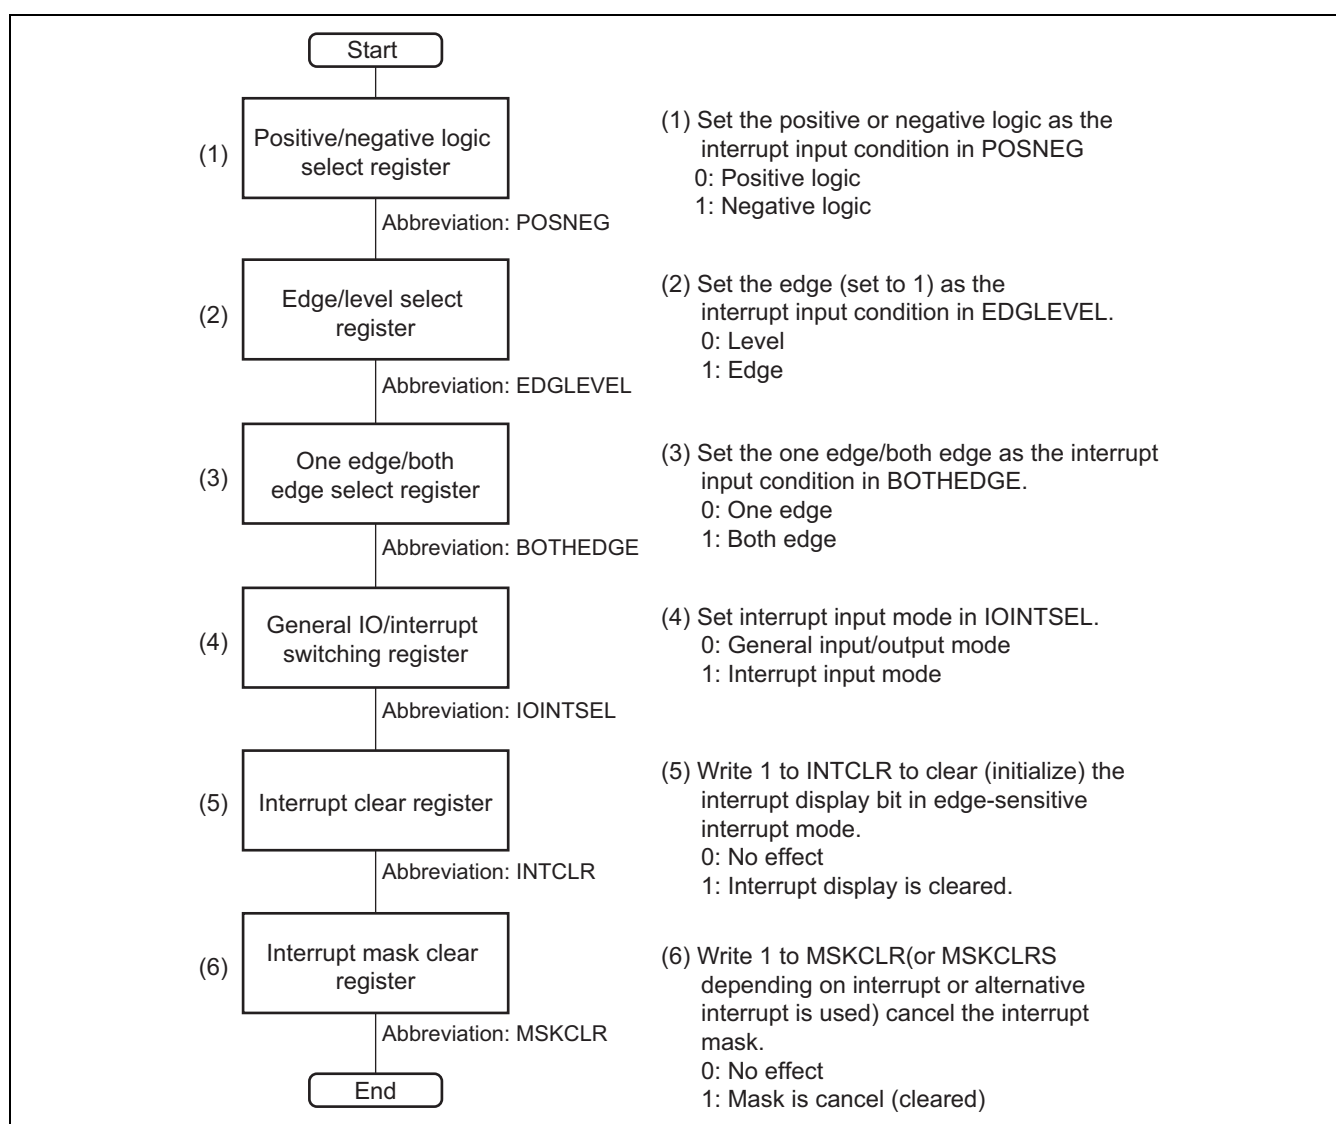 Start
(1)
Positive/negative logic
select register
Abbreviation: POSNEG
(2)
Edge/level select
register
Abbreviation: EDGLEVEL
(3)
One edge/both
edge select register
Abbreviation: BOTHEDGE
(4)
General IO/interrupt
switching register
Abbreviation: IOINTSEL
(5)
Interrupt clear register
Abbreviation: INTCLR
(6)
Interrupt mask clear
register
Abbreviation: MSKCLR
End
(1) Set the positive or negative logic as the
interrupt input condition in POSNEG
0: Positive logic
1: Negative logic
(2) Set the edge (set to 1) as the
interrupt input condition in EDGLEVEL.
0: Level
1: Edge
(3) Set the one edge/both edge as the interrupt
input condition in BOTHEDGE.
0: One edge
1: Both edge
(4) Set interrupt input mode in IOINTSEL.
0: General input/output mode
1: Interrupt input mode
(5) Write 1 to INTCLR to clear (initialize) the
interrupt display bit in edge-sensitive
interrupt mode.
0: No effect
1: Interrupt display is cleared.
(6) Write 1 to MSKCLR(or MSKCLRS
depending on interrupt or alternative
interrupt is used) cancel the interrupt
mask.
0: No effect
1: Mask is cancel (cleared)